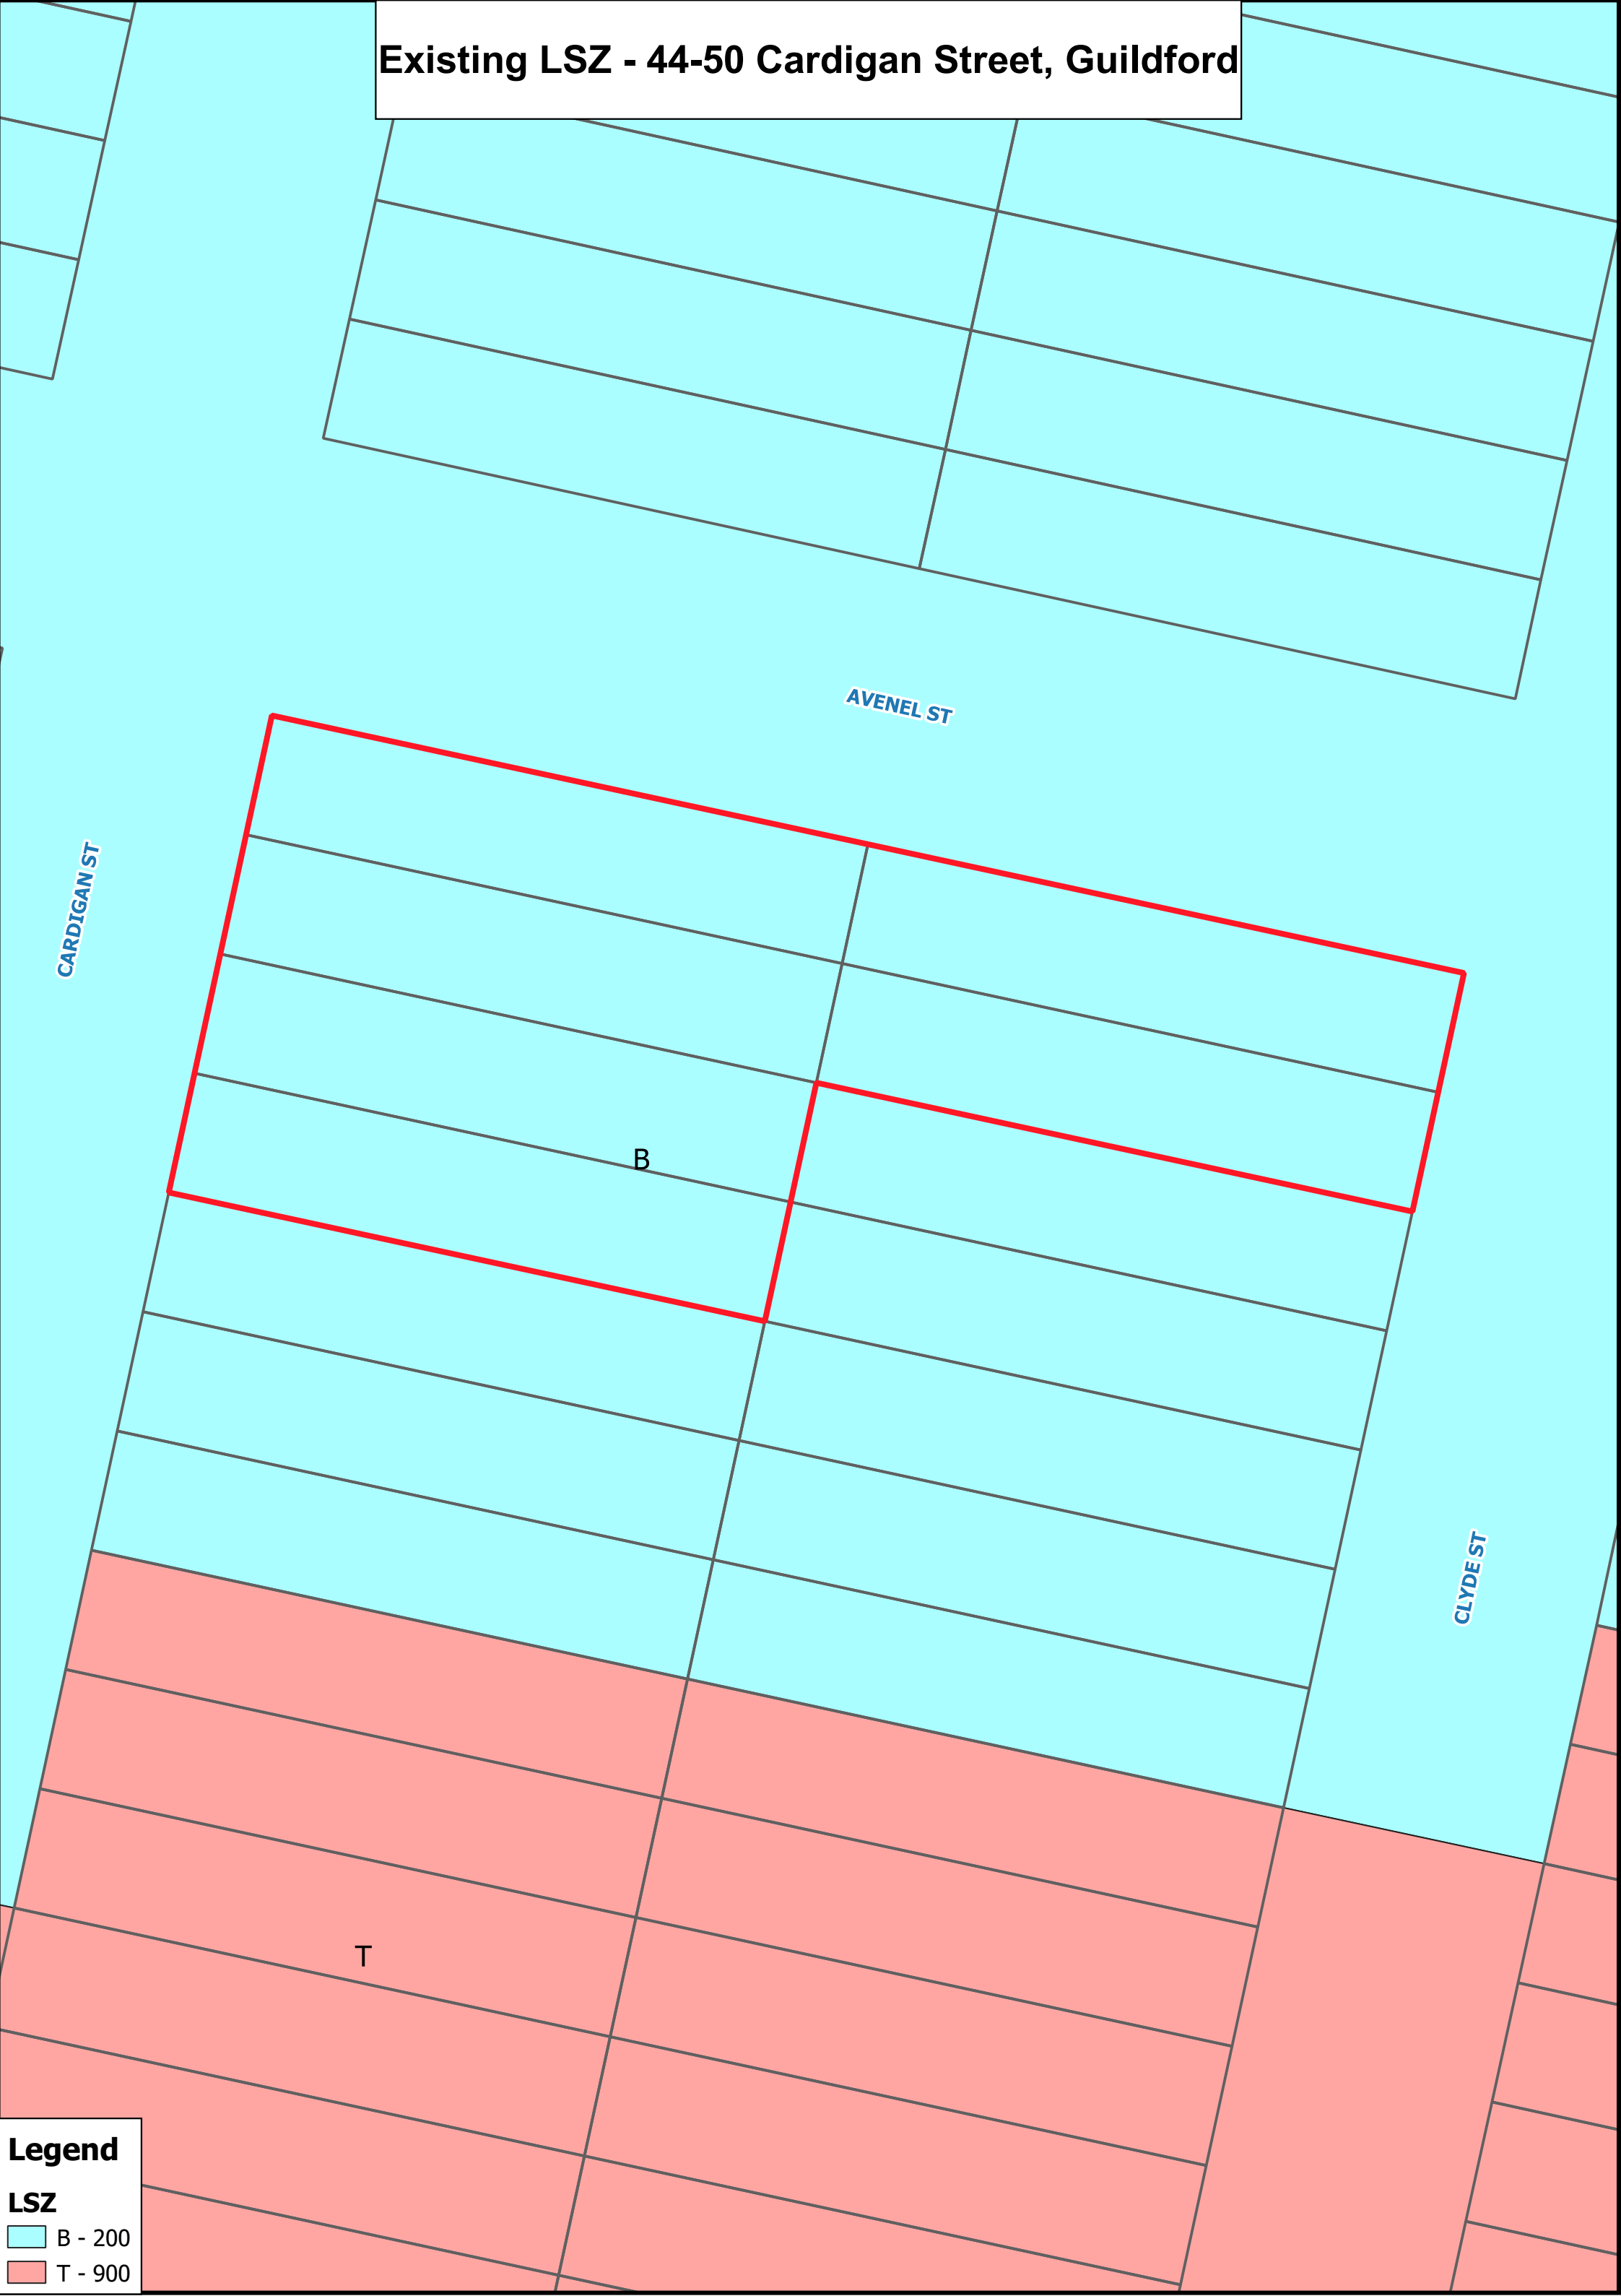 Existing LSZ - 44-50 Cardigan Street, Guildford
AVENEL ST
CARDIGAN ST
B
CLYDE ST
T
Legend
LSZ
B - 200
T - 900